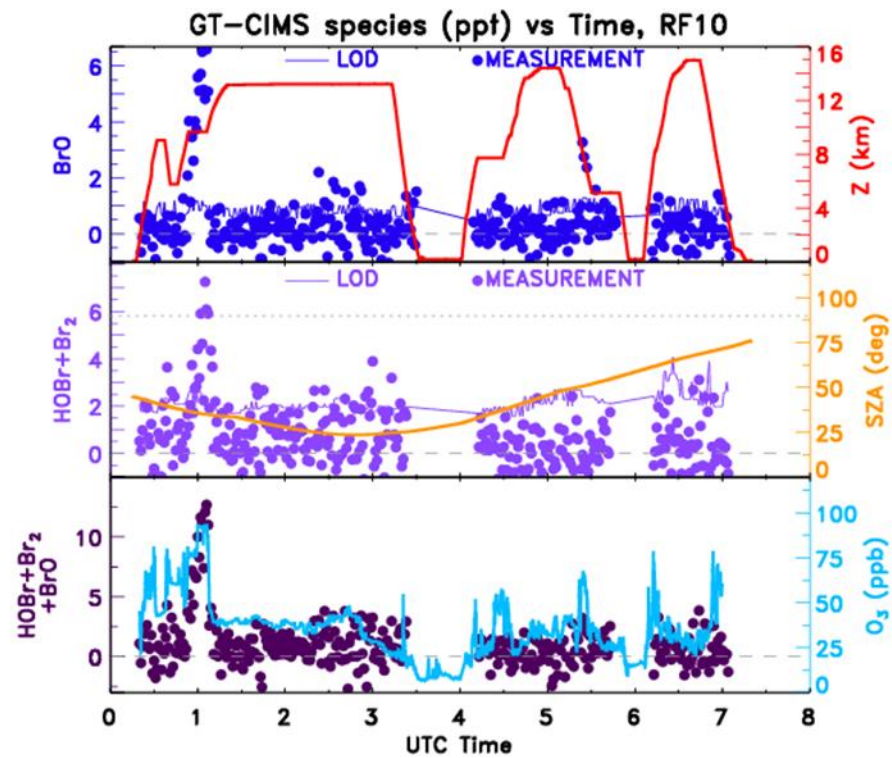 GT-CIMS species (ppt) vs Time, RF10
LOD
MEASUREMENT
BrO
6
4
2
0
Z (km)
16
12
8
4
0
LOD
MEASUREMENT
HOBr+Br₂
6
4
2
0
SZA (deg)
100
75
50
25
0
HOBr+Br₂
+BrO
10
5
0
O₃ (ppb)
100
75
50
25
0
0 1 2 3 4 5 6 7 8
UTC Time